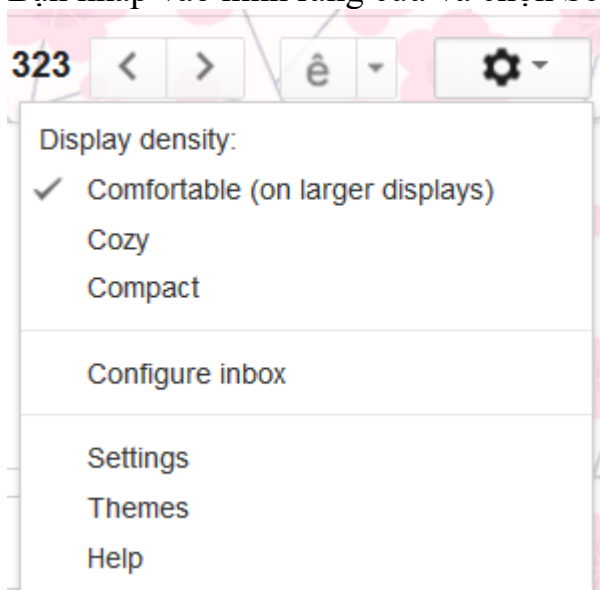 323 ê
Display density:
Comfortable (on larger displays)
Cozy
Compact
Configure inbox
Settings
Themes
Help